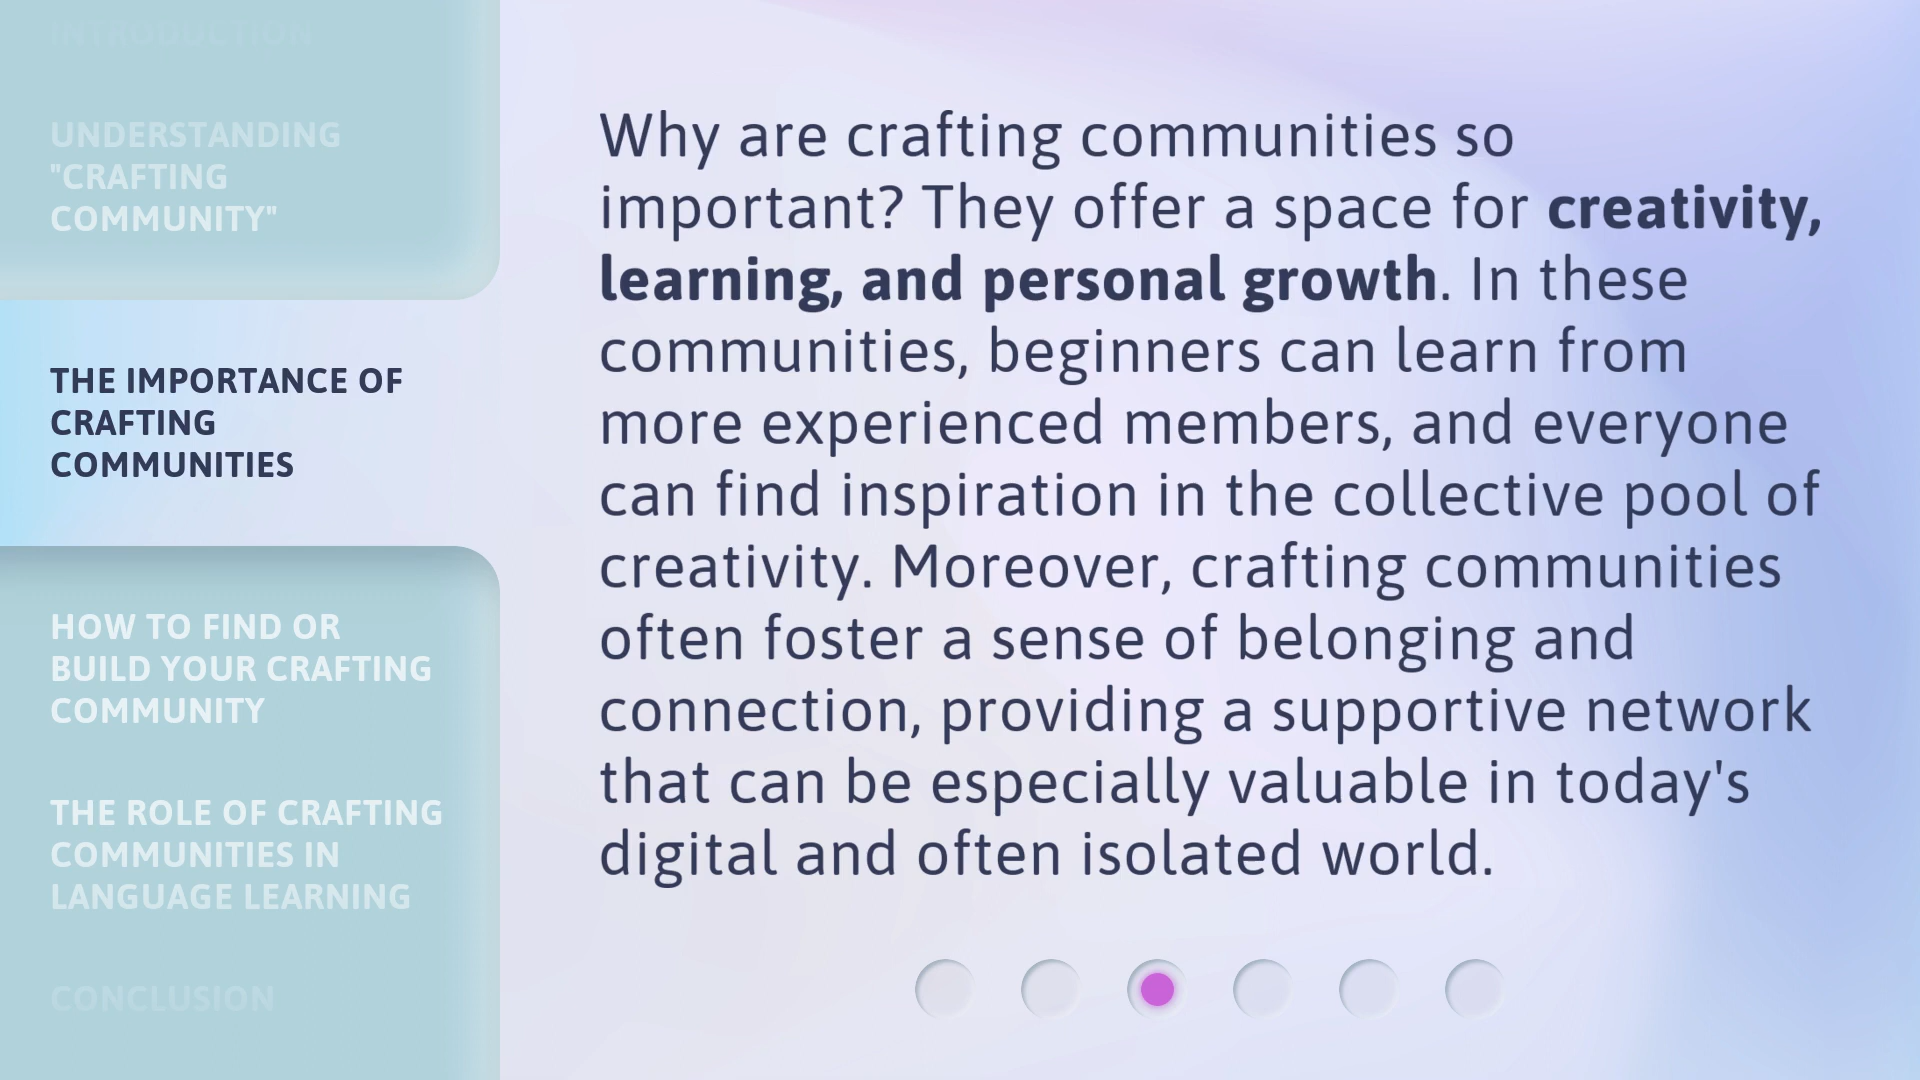 INTRODUCTION
UNDERSTANDING
"CRAFTING
COMMUNITY"
THE IMPORTANCE OF
CRAFTING
COMMUNITIES
HOW TO FIND OR
BUILD YOUR CRAFTING
COMMUNITY
THE ROLE OF CRAFTING
COMMUNITIES IN
LANGUAGE LEARNING
CONCLUSION
Why are crafting communities so
important? They offer a space for creativity,
learning, and personal growth. In these
communities, beginners can learn from
more experienced members, and everyone
can find inspiration in the collective pool of
creativity. Moreover, crafting communities
often foster a sense of belonging and
connection, providing a supportive network
that can be especially valuable in today's
digital and often isolated world.